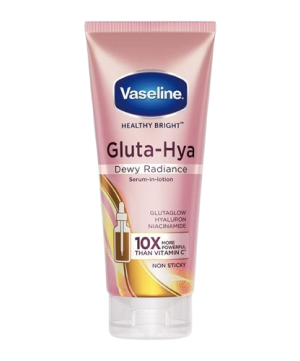 Vaseline.
HEALTHY BRIGHT™
Gluta-Hya
Dewy Radiance
Serum-in-lotion
GLUTAGLOW
HYALURON
NIACINAMIDE
10X MORE
POWERFUL
THAN VITAMIN C*
NON STICKY